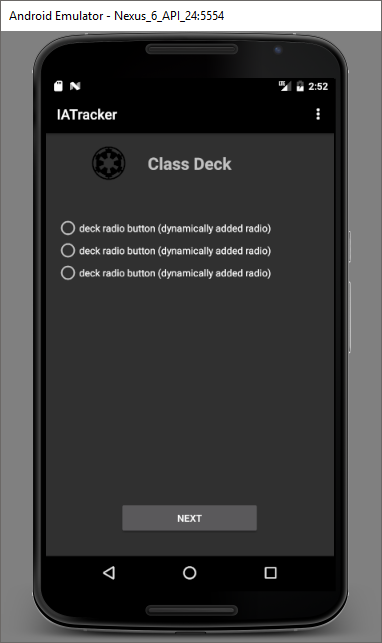 Android Emulator - Nexus_6_API_24:5554
LTE 2:52
IATracker
Class Deck
deck radio button (dynamically added radio)
deck radio button (dynamically added radio)
deck radio button (dynamically added radio)
NEXT